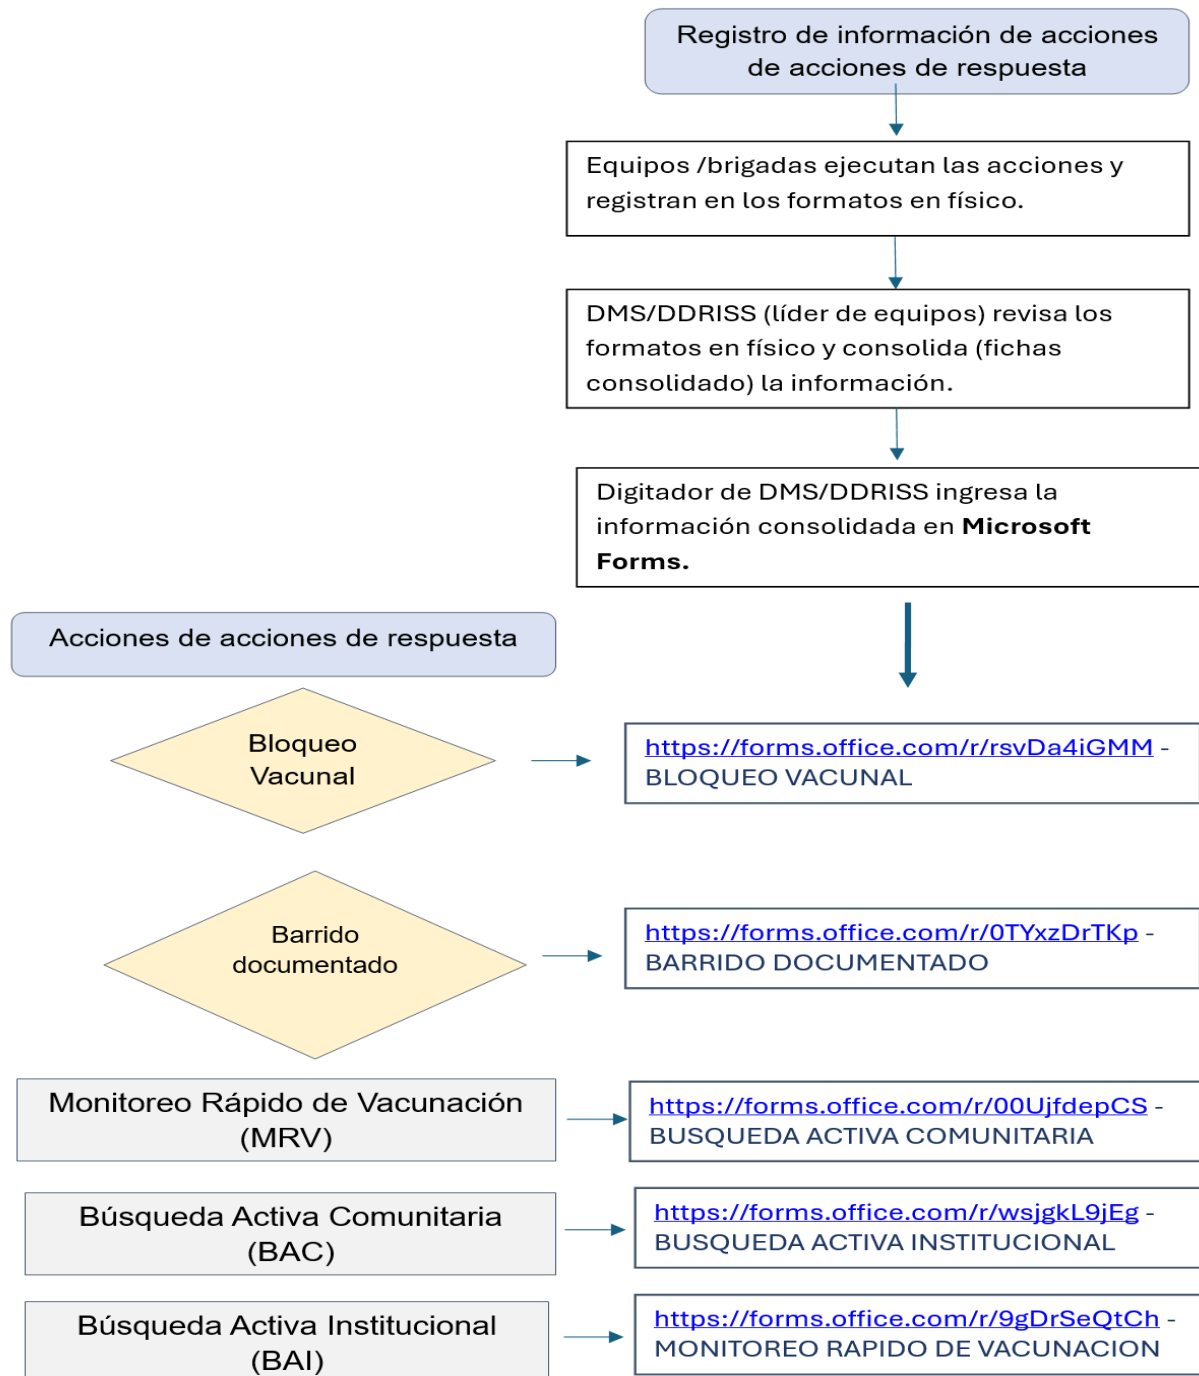 Registro de información de acciones
de acciones de respuesta
Equipos /brigadas ejecutan las acciones y
registran en los formatos en físico.
DMS/DDRISS (líder de equipos) revisa los
formatos en físico y consolida (fichas
consolidado) la información.
Digitador de DMS/DDRISS ingresa la
información consolidada en Microsoft
Forms.
Acciones de acciones de respuesta
Bloqueo
Vacunal
https://forms.office.com/r/rsvDa4iGMM -
BLOQUEO VACUNAL
Barrido
documentado
https://forms.office.com/r/0TYxzDrTKp -
BARRIDO DOCUMENTADO
Monitoreo Rápido de Vacunación
(MRV)
https://forms.office.com/r/00UjfdepCS -
BUSQUEDA ACTIVA COMUNITARIA
Búsqueda Activa Comunitaria
(BAC)
https://forms.office.com/r/wsjgkL9jEg -
BUSQUEDA ACTIVA INSTITUCIONAL
Búsqueda Activa Institucional
(BAI)
https://forms.office.com/r/9gDrSeQtCh -
MONITOREO RAPIDO DE VACUNACION